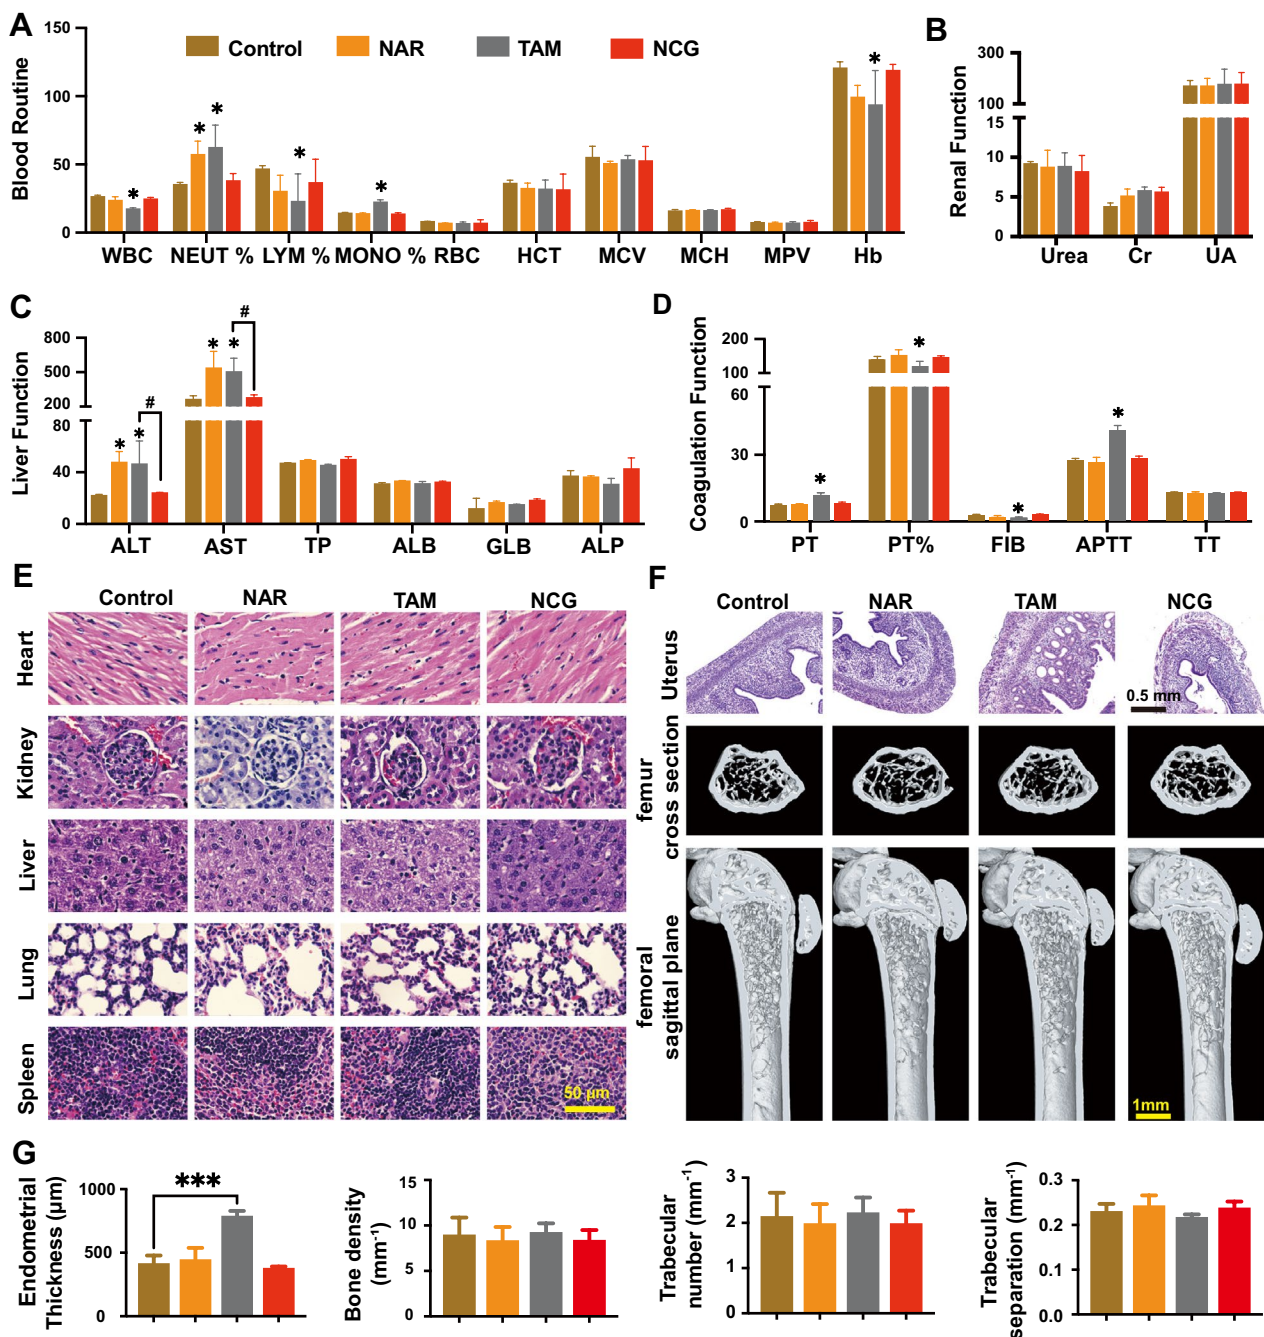 A
Blood Routine
150
100
50
0
Control
NAR
TAM
NCG
*
*
*
*
*
*
WBC NEUT % LYM % MONO % RBC HCT MCV MCH MPV Hb
B
Renal Function
300
100
15
10
5
0
Urea Cr UA
C
Liver Function
800
500
200
80
40
0
*
*
#
*
*
#
ALT AST TP ALB GLB ALP
D
Coagulation Function
200
100
60
30
0
*
*
*
*
PT PT% FIB APTT TT
E
Control NAR TAM NCG
Heart
Kidney
Liver
Lung
Spleen
50 μm
F
Control NAR TAM NCG
Uterus
0.5 mm
femur
cross section
femoral
sagittal plane
1mm
G
Endometrial
Thickness (μm)
1000
500
0
***
Bone density
(mm-1)
15
10
5
0
Trabecular
number (mm-1)
3
2
1
0
Trabecular
separation (mm-1)
0.3
0.2
0.1
0.0